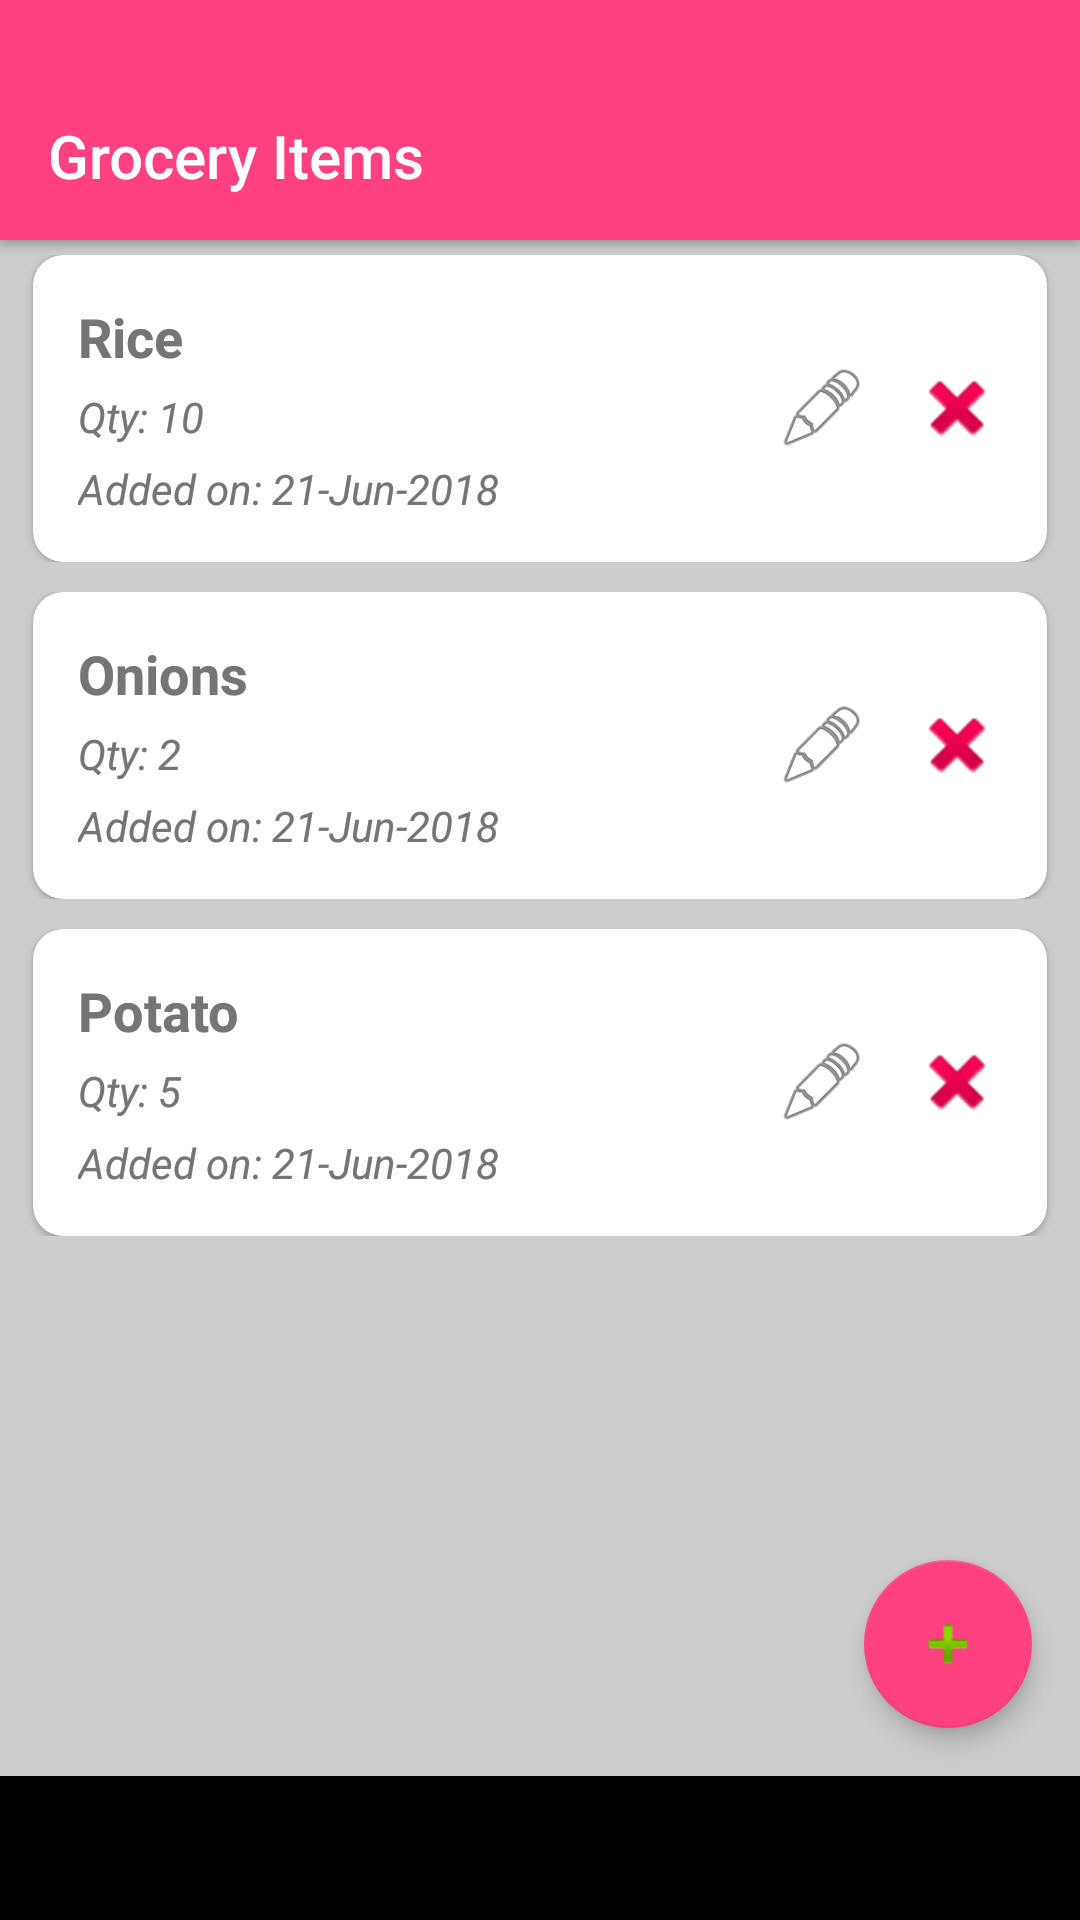 Grocery Items
Rice
Qty: 10
Added on: 21-Jun-2018
Onions
Qty: 2
Added on: 21-Jun-2018
Potato
Qty: 5
Added on: 21-Jun-2018